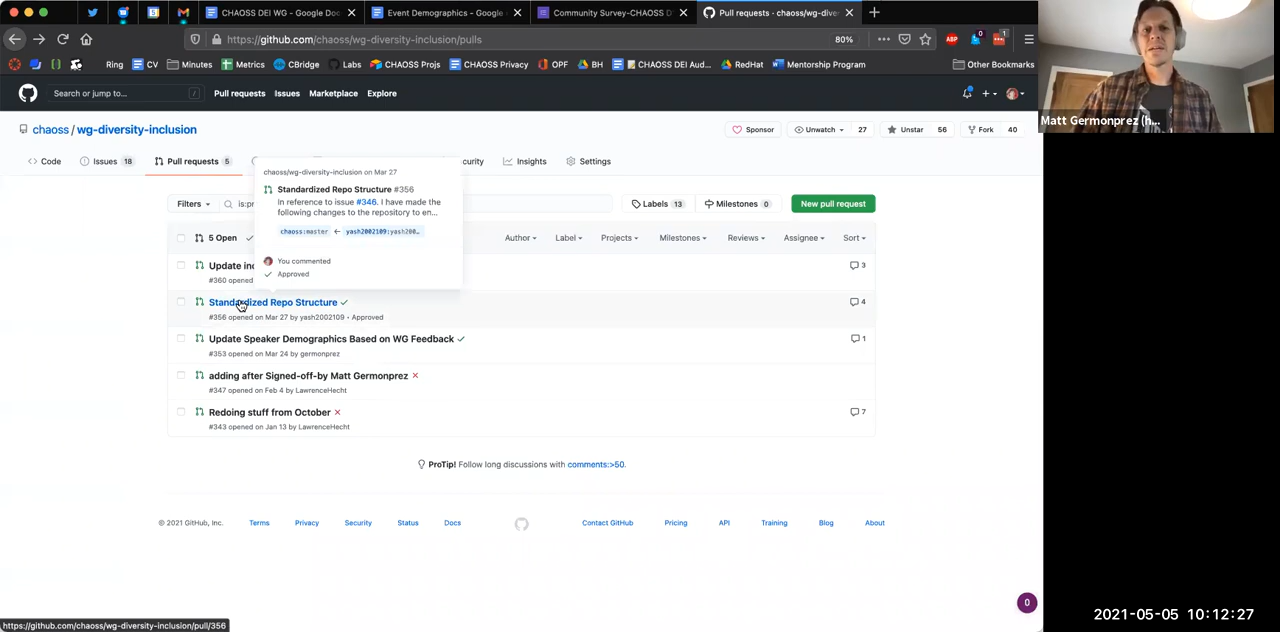 CHAOSS DEI WG - Google Doc
Event Demographics - Google
Community Survey-CHAOSS D
Pull requests · chaoss/wg-dive
https://github.com/chaoss/wg-diversity-inclusion/pulls
80%
ABP
0
1
Ring
CV
Minutes
Metrics
CBridge
Labs
CHAOSS Projs
CHAOSS Privacy
OPF
BH
CHAOSS DEI Aud...
RedHat
Mentorship Program
Other Bookmarks
Matt Germonprez (h...
Search or jump to...
/
Pull requests
Issues
Marketplace
Explore
chaoss / wg-diversity-inclusion
Sponsor
Unwatch 27
Unstar 56
Fork 40
Code
Issues 18
Pull requests 5
curity
Insights
Settings
chaoss/wg-diversity-inclusion on Mar 27
Standardized Repo Structure #356
In reference to issue #346. I have made the
following changes to the repository to en...
chaoss:master ← yash2002109:yash200…
You commented
Approved
Filters
is:pr
Labels 13
Milestones 0
New pull request
5 Open
Author
Label
Projects
Milestones
Reviews
Assignee
Sort
Update inc
3
#360 opened
Standardized Repo Structure
4
#356 opened on Mar 27 by yash2002109 • Approved
Update Speaker Demographics Based on WG Feedback
1
#353 opened on Mar 24 by germonprez
adding after Signed-off-by Matt Germonprez
#347 opened on Feb 4 by LawrenceHecht
Redoing stuff from October
7
#343 opened on Jan 13 by LawrenceHecht
ProTip! Follow long discussions with comments:>50.
© 2021 GitHub, Inc.
Terms
Privacy
Security
Status
Docs
Contact GitHub
Pricing
API
Training
Blog
About
0
2021-05-05 10:12:27
https://github.com/chaoss/wg-diversity-inclusion/pull/356